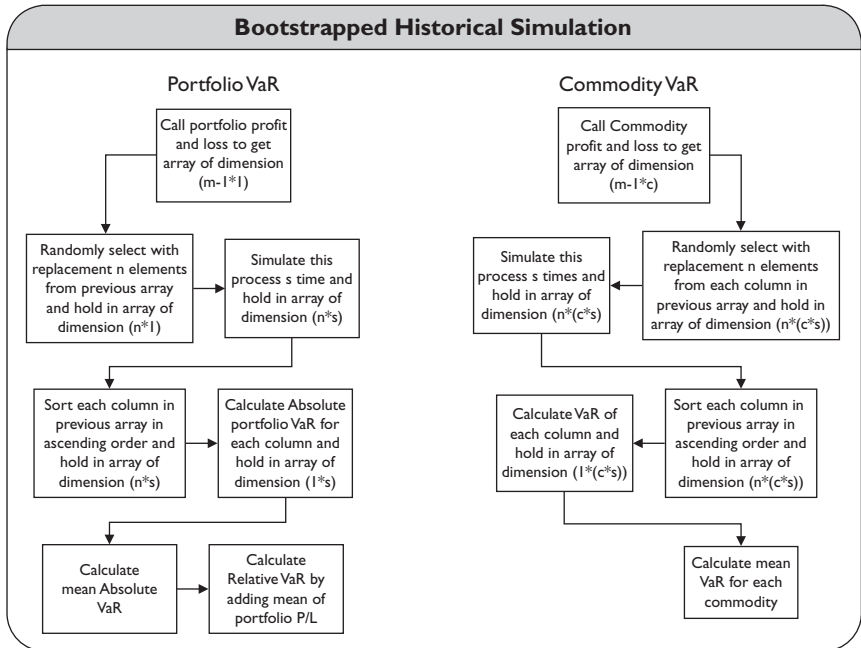 Bootstrapped Historical Simulation
Portfolio VaR
Call portfolio profit
and loss to get
array of dimension
(m-1*1)
Randomly select with
replacement n elements
from previous array
and hold in array of
dimension (n*1)
Simulate this
process s time and
hold in array of
dimension (n*s)
Sort each column in
previous array in
ascending order and
hold in array of
dimension (n*s)
Calculate Absolute
portfolio VaR for
each column and
hold in array of
dimension (1*s)
Calculate
mean Absolute
VaR
Calculate
Relative VaR by
adding mean of
portfolio P/L
Commodity VaR
Call Commodity
profit and loss to get
array of dimension
(m-1*c)
Randomly select with
replacement n elements
from each column in
previous array and hold in
array of dimension (n*(c*s))
Simulate this
process s times and
hold in array of
dimension (n*(c*s)
Sort each column in
previous array in
ascending order and
hold in array of
dimension (n*(c*s))
Calculate VaR of
each column and
hold in array of
dimension (1*(c*s))
Calculate mean
VaR for each
commodity